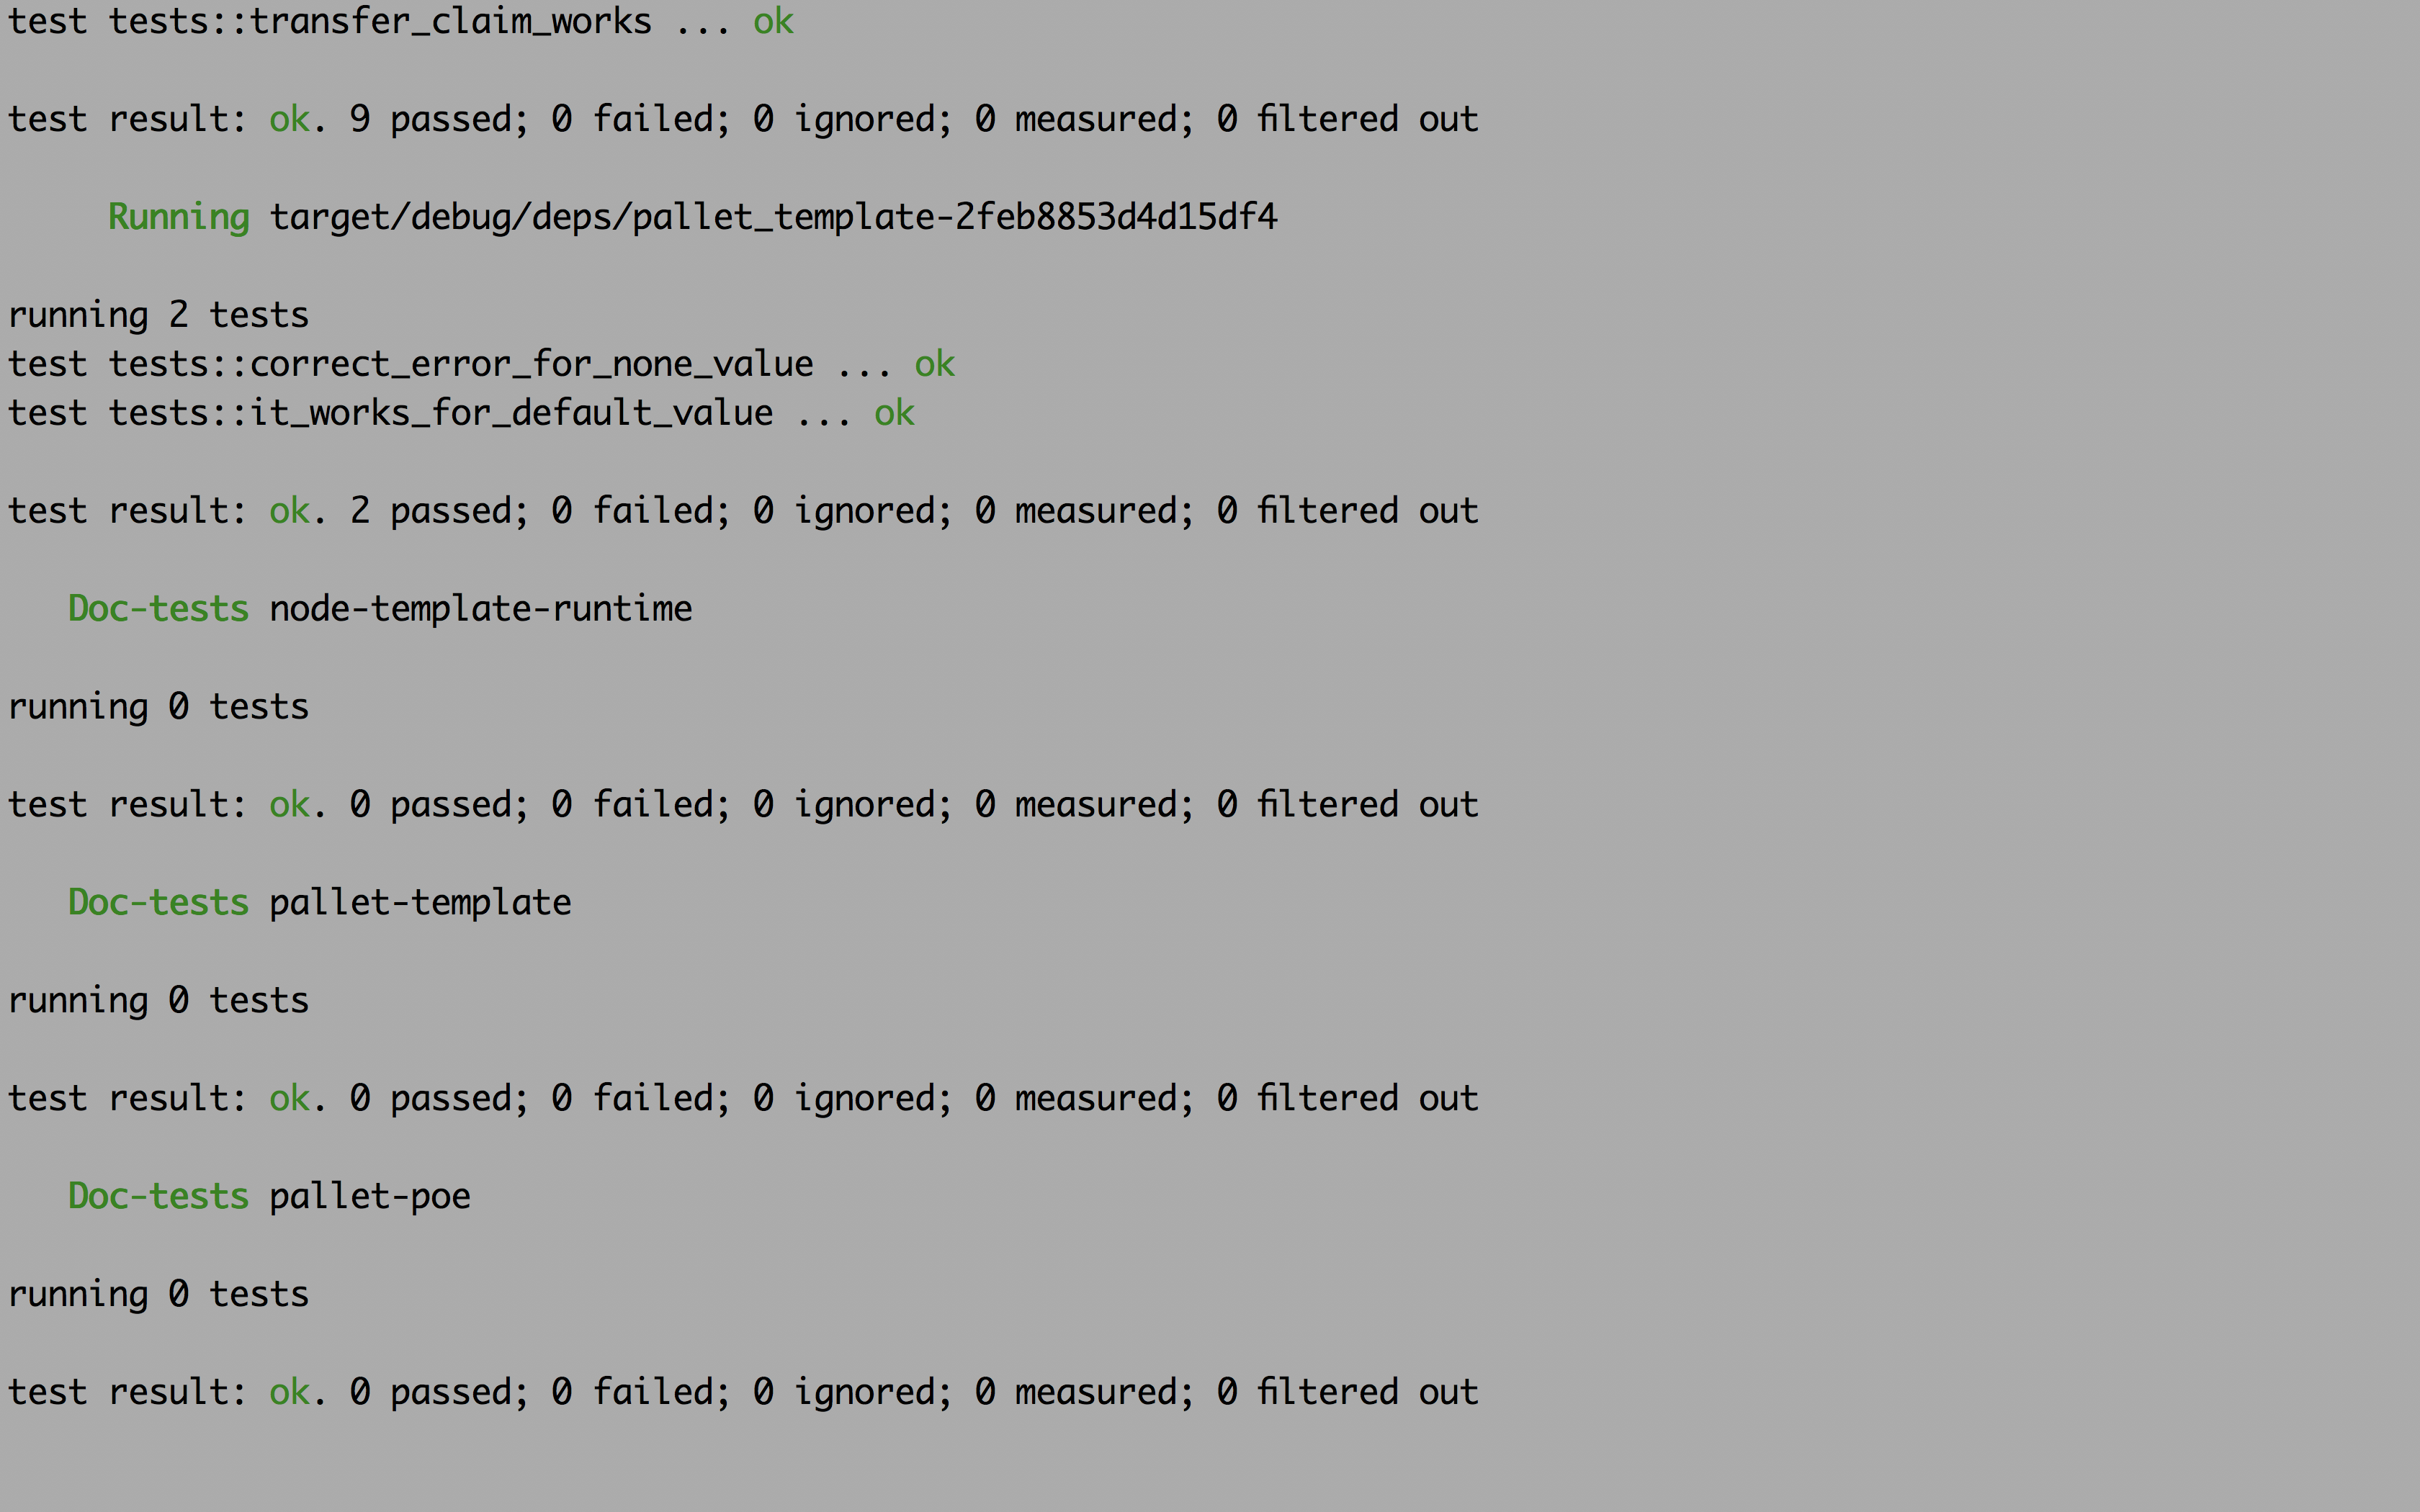 test tests::transfer_claim_works ... ok
test result: ok. 9 passed; 0 failed; 0 ignored; 0 measured; 0 filtered out
Running target/debug/deps/pallet_template-2feb8853d4d15df4
running 2 tests
test tests::correct_error_for_none_value ... ok
test tests::it_works_for_default_value ... ok
test result: ok. 2 passed; 0 failed; 0 ignored; 0 measured; 0 filtered out
Doc-tests node-template-runtime
running 0 tests
test result: ok. 0 passed; 0 failed; 0 ignored; 0 measured; 0 filtered out
Doc-tests pallet-template
running 0 tests
test result: ok. 0 passed; 0 failed; 0 ignored; 0 measured; 0 filtered out
Doc-tests pallet-poe
running 0 tests
test result: ok. 0 passed; 0 failed; 0 ignored; 0 measured; 0 filtered out